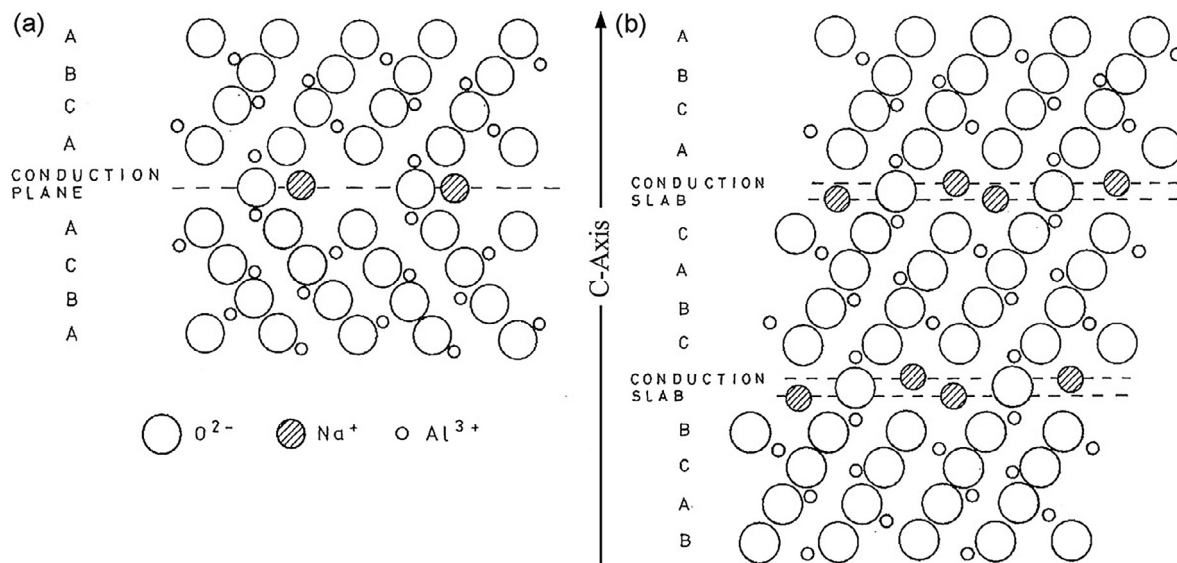 (a)
A
B
C
A
CONDUCTION
PLANE
A
C
B
A
O²⁻
Na⁺
Al³⁺
C-Axis
(b)
A
B
C
A
CONDUCTION
SLAB
C
A
B
C
CONDUCTION
SLAB
B
C
A
B